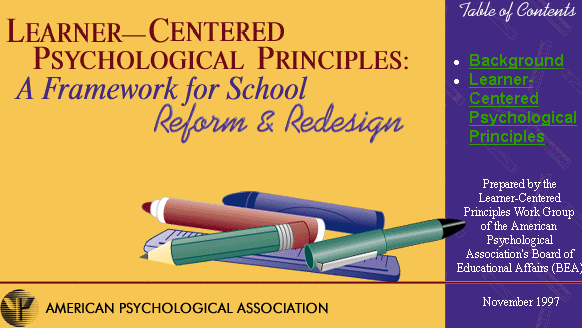 LEARNER—CENTERED
PSYCHOLOGICAL PRINCIPLES:
A Framework for School
Reform & Redesign
AMERICAN PSYCHOLOGICAL ASSOCIATION
Table of Contents
Background
Learner-
Centered
Psychological
Principles
Prepared by the
Learner-Centered
Principles Work Group
of the American
Psychological
Association's Board of
Educational Affairs (BEA)
November 1997